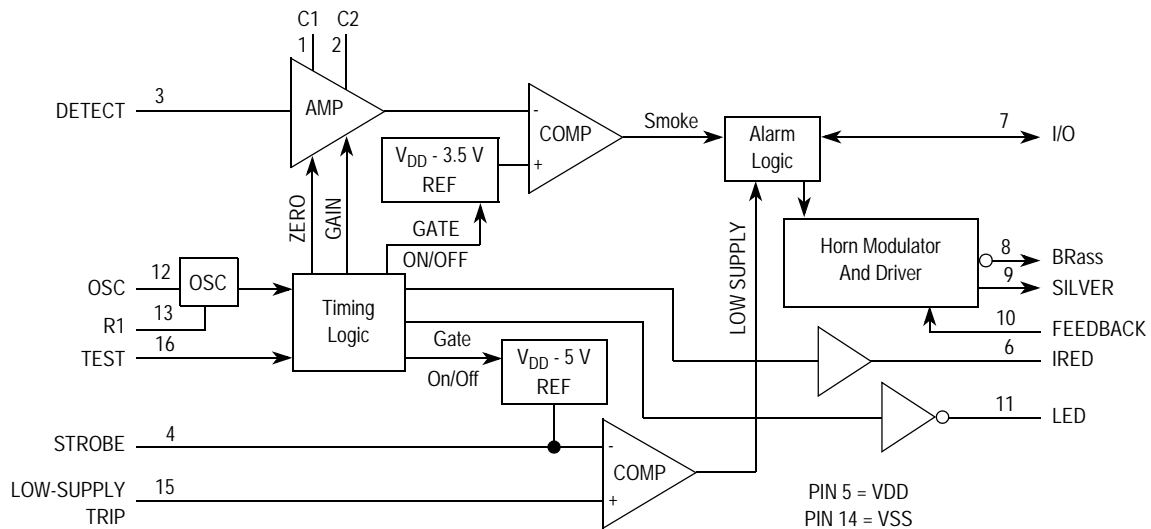 C1 C2
1 2
DETECT 3
AMP
-
COMP
+
Smoke
Alarm
Logic
7 I/O
VDD - 3.5 V
REF
ZERO
GAIN
GATE
ON/OFF
LOW SUPPLY
Horn Modulator
And Driver
8 BRass
9 SILVER
10 FEEDBACK
6 IRED
OSC 12
OSC
R1 13
TEST 16
Timing
Logic
Gate
On/Off
VDD - 5 V
REF
11 LED
STROBE 4
-
COMP
+
LOW-SUPPLY
TRIP
15
PIN 5 = VDD
PIN 14 = VSS